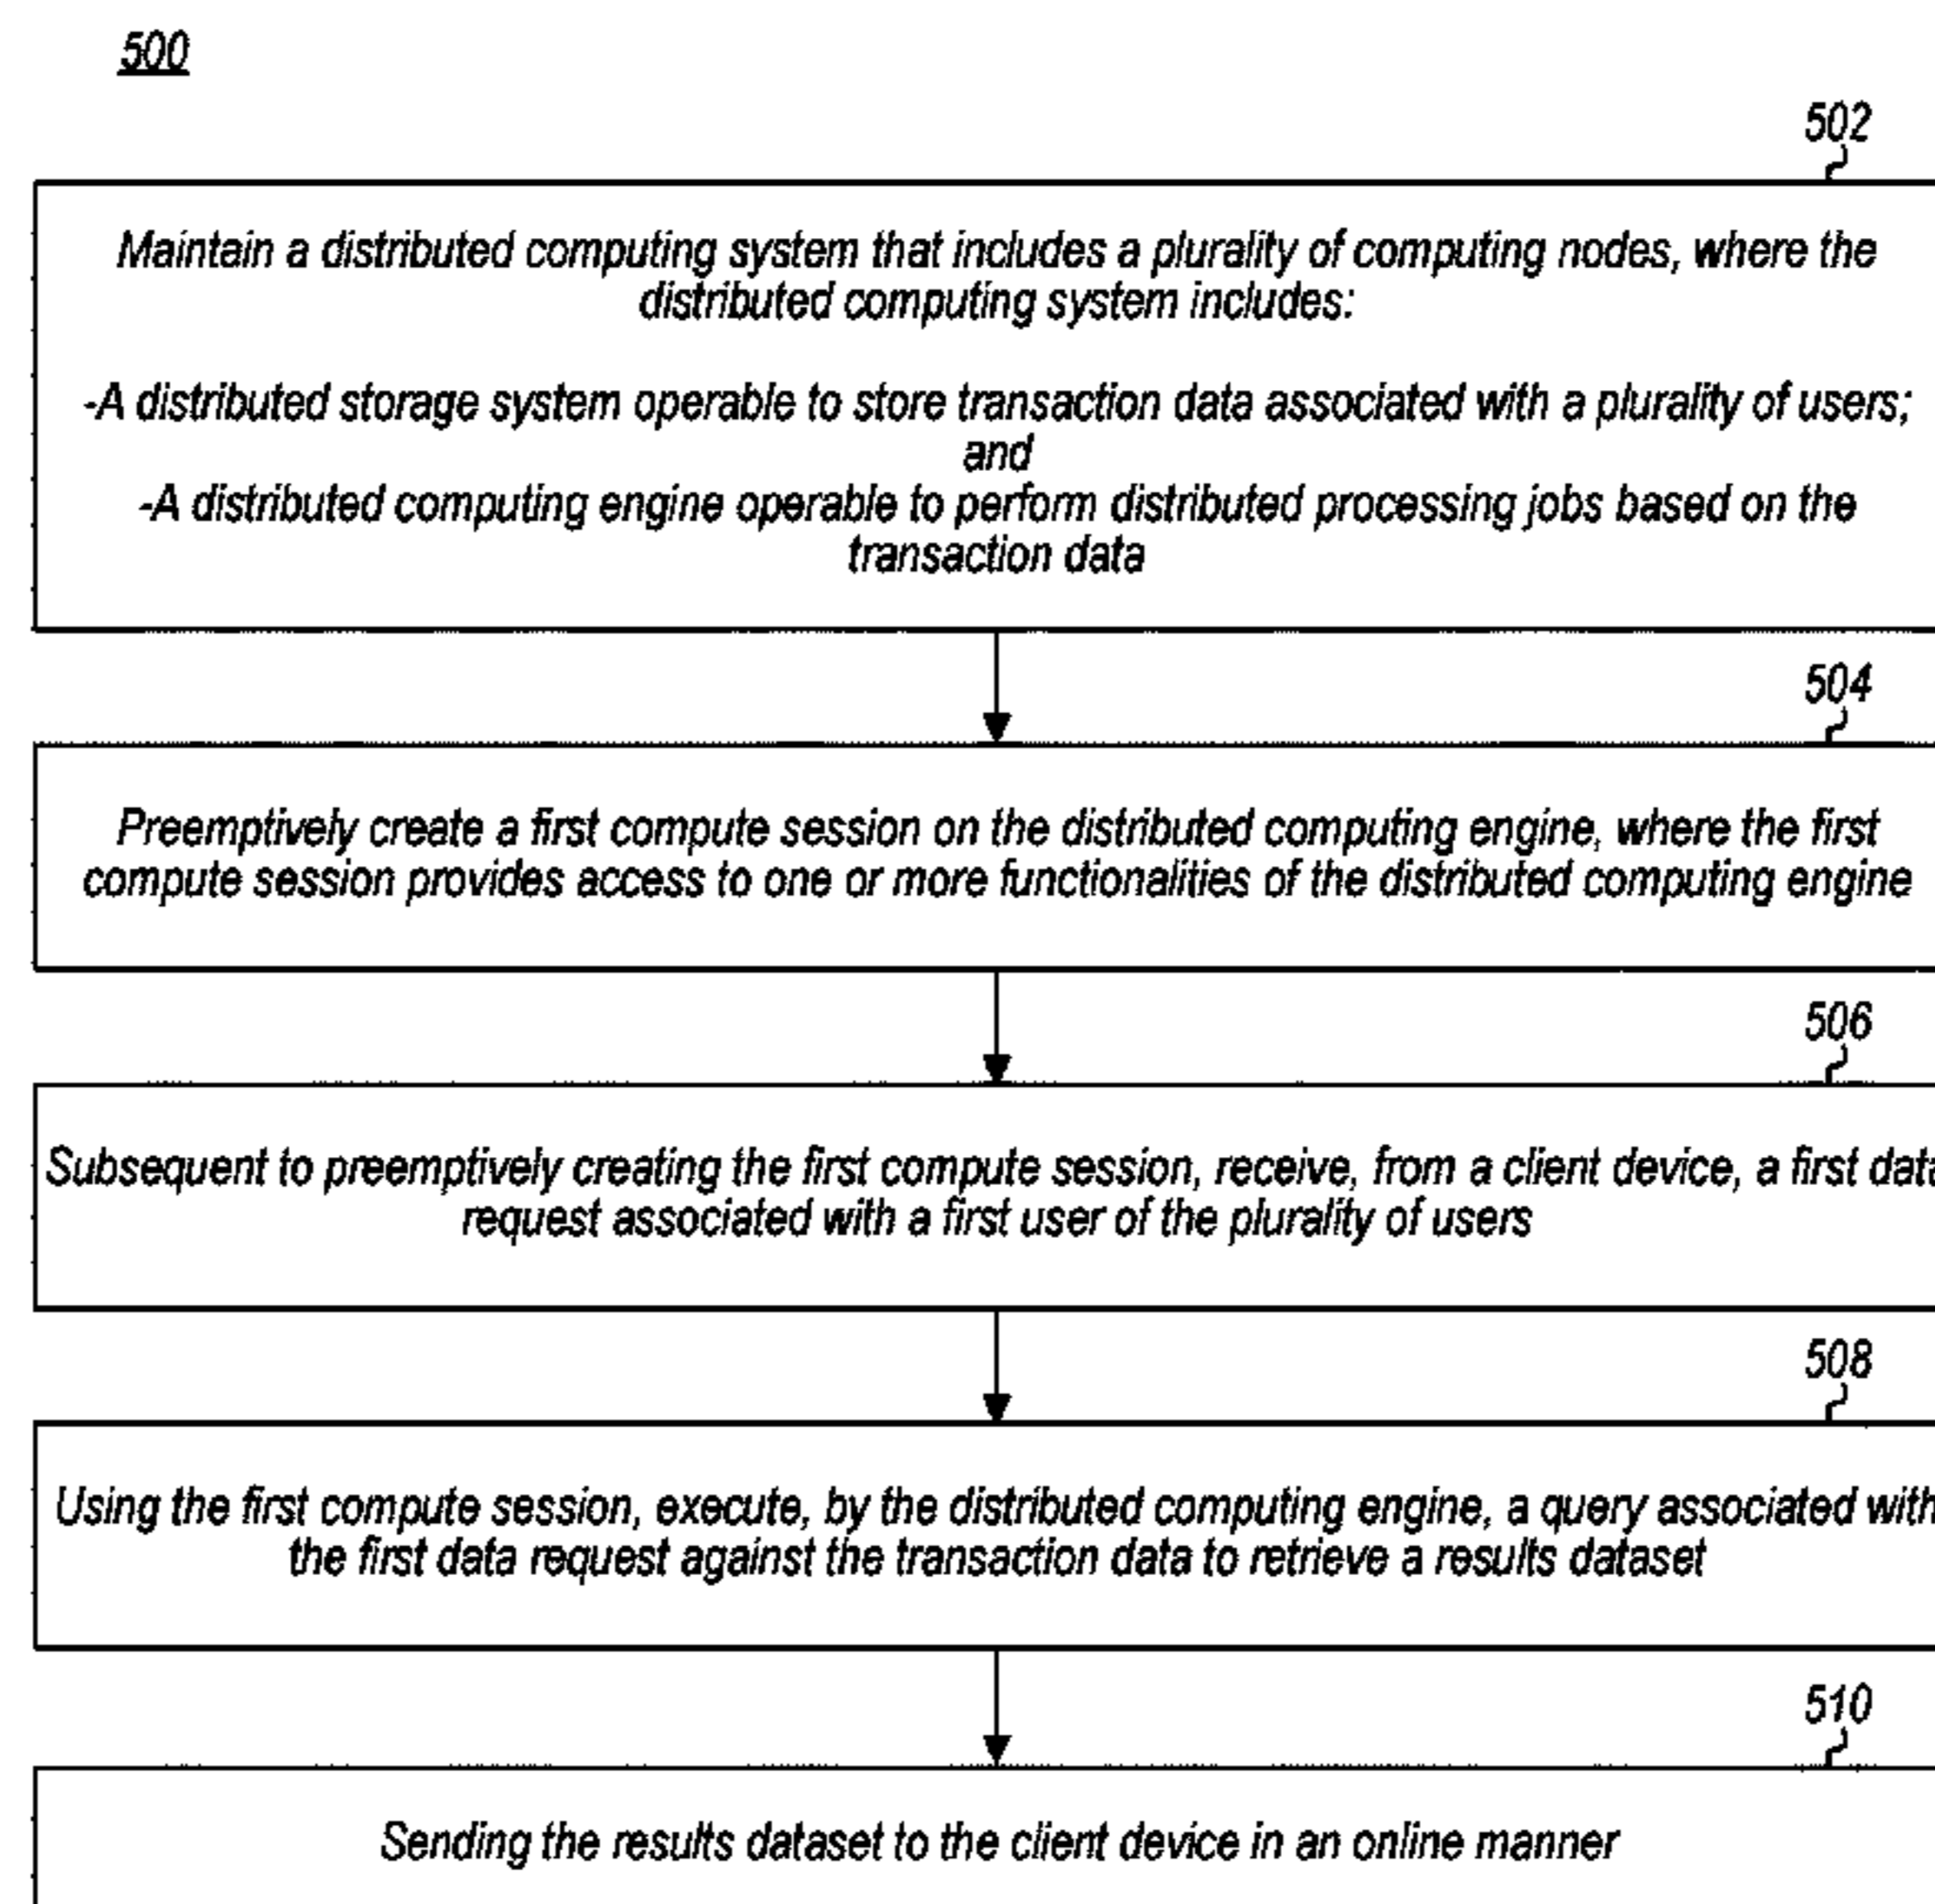 500
502
Maintain a distributed computing system that includes a plurality of computing nodes, where the
distributed computing system includes:
-A distributed storage system operable to store transaction data associated with a plurality of users;
and
-A distributed computing engine operable to perform distributed processing jobs based on the
transaction data
504
Preemptively create a first compute session on the distributed computing engine, where the first
compute session provides access to one or more functionalities of the distributed computing engine
506
Subsequent to preemptively creating the first compute session, receive, from a client device, a first data
request associated with a first user of the plurality of users
508
Using the first compute session, execute, by the distributed computing engine, a query associated with
the first data request against the transaction data to retrieve a results dataset
510
Sending the results dataset to the client device in an online manner